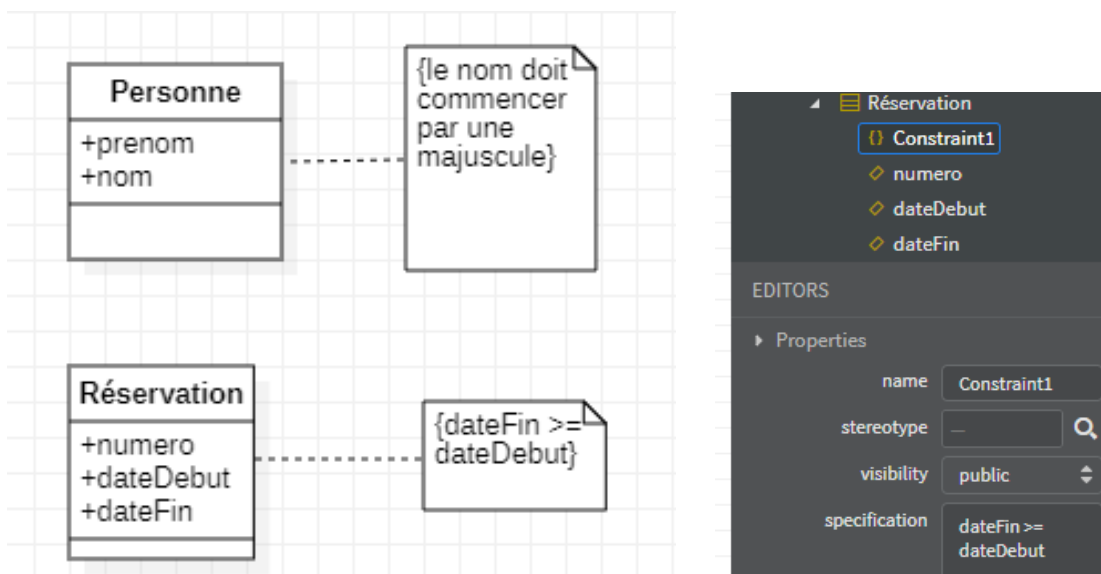 Personne
+prenom
+nom
{le nom doit
commencer
par une
majuscule}
Réservation
+numero
+dateDebut
+dateFin
{dateFin >=
dateDebut}
Réservation
{} Constraint1
numero
dateDebut
dateFin
EDITORS
Properties
name Constraint1
stereotype —
visibility public
specification dateFin >=
dateDebut